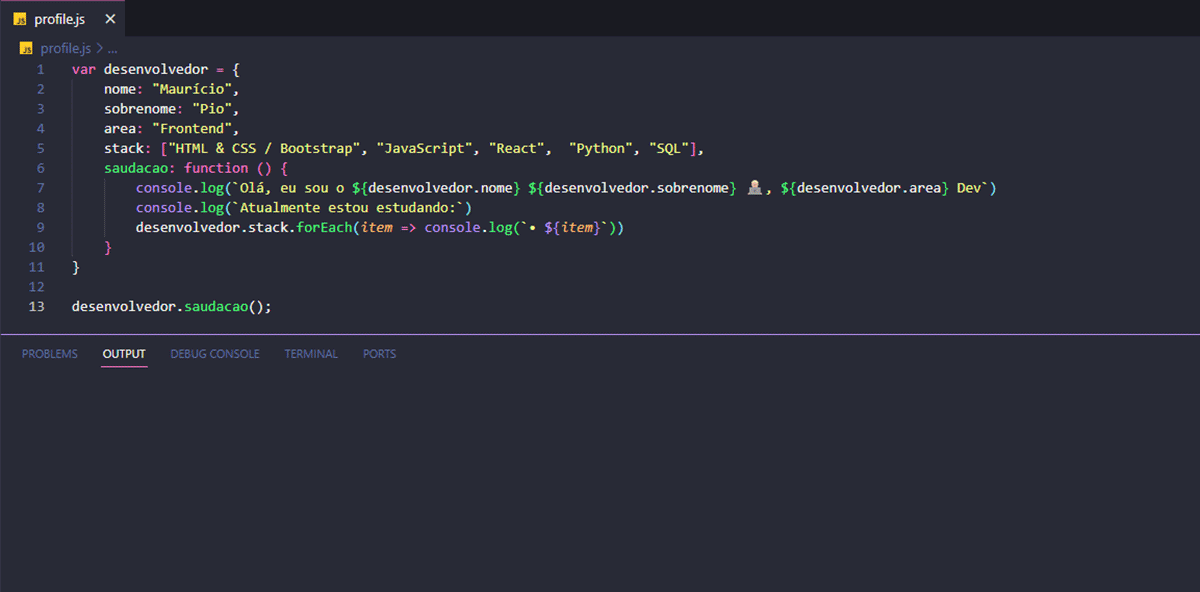 JS profile.js ✕
JS profile.js > ...
1 var desenvolvedor = {
2     nome: "Maurício",
3     sobrenome: "Pio",
4     area: "Frontend",
5     stack: ["HTML & CSS / Bootstrap", "JavaScript", "React",  "Python", "SQL"],
6     saudacao: function () {
7         console.log(`Olá, eu sou o ${desenvolvedor.nome} ${desenvolvedor.sobrenome} 👨🏻‍💻, ${desenvolvedor.area} Dev`)
8         console.log(`Atualmente estou estudando:`)
9         desenvolvedor.stack.forEach(item => console.log(`• ${item}`))
10     }
11 }
12
13 desenvolvedor.saudacao();
PROBLEMS OUTPUT DEBUG CONSOLE TERMINAL PORTS